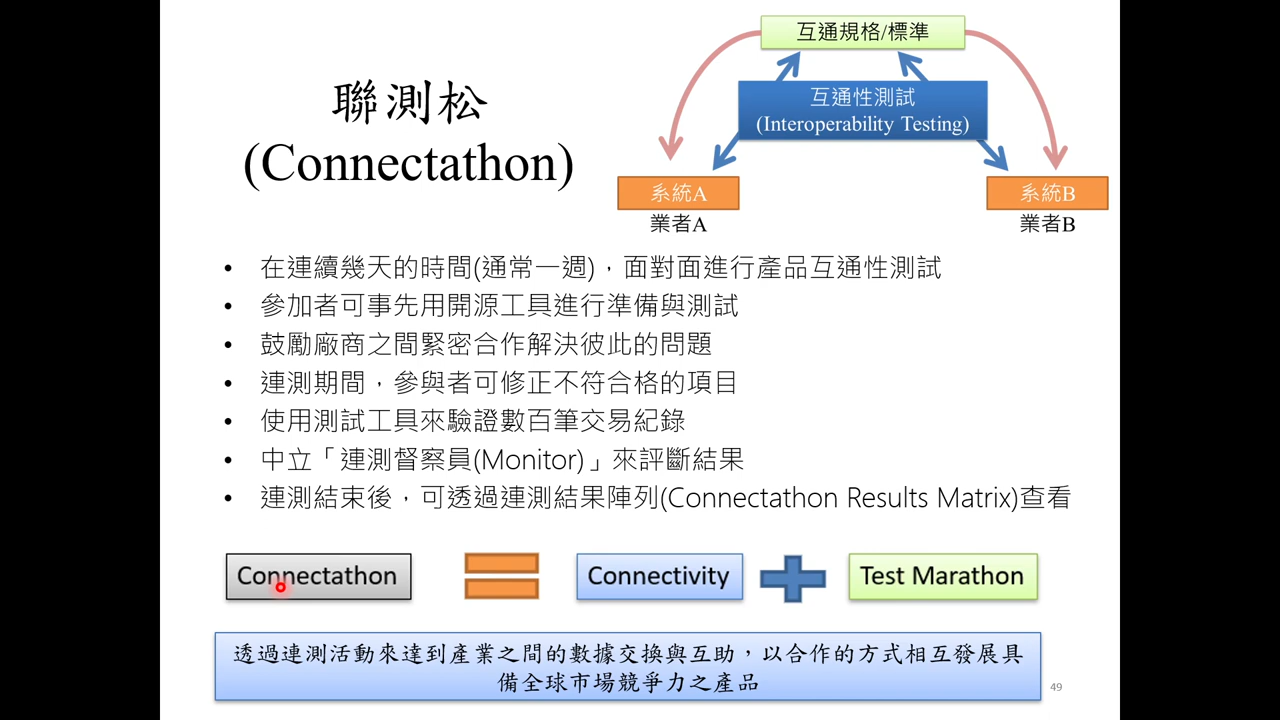 互通規格/標準
聯測松
(Connectathon)
互通性測試
(Interoperability Testing)
系統A
業者A
系統B
業者B
• 在連續幾天的時間(通常一週)，面對面進行產品互通性測試
• 參加者可事先用開源工具進行準備與測試
• 鼓勵廠商之間緊密合作解決彼此的問題
• 連測期間，參與者可修正不符合格的項目
• 使用測試工具來驗證數百筆交易紀錄
• 中立「連測督察員(Monitor)」來評斷結果
• 連測結束後，可透過連測結果陣列(Connectathon Results Matrix)查看
Connectathon
Connectivity
Test Marathon
透過連測活動來達到產業之間的數據交換與互助，以合作的方式相互發展具
備全球市場競爭力之產品
49